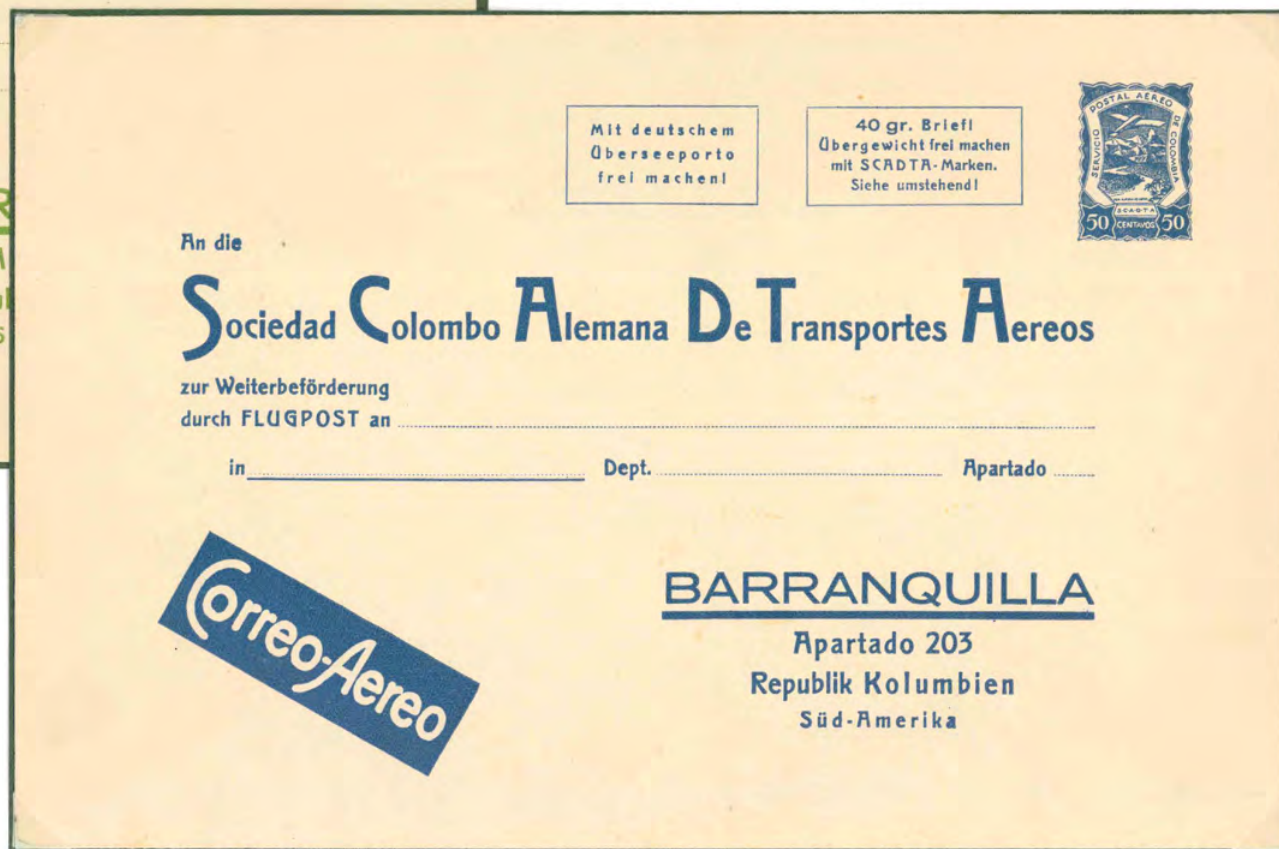 Mit deutschem
Überseeporto
frei machen!
40 gr. Brief!
Übergewicht frei machen
mit SCADTA-Marken.
Siehe umstehend!
SERVICIO POSTAL AEREO DE COLOMBIA
SCADTA
50 CENTAVOS 50
An die
Sociedad Colombo Alemana De Transportes Aereos
zur Weiterbeförderung
durch FLUGPOST an
in Dept. Apartado
Correo-Aereo
BARRANQUILLA
Apartado 203
Republik Kolumbien
Süd-Amerika